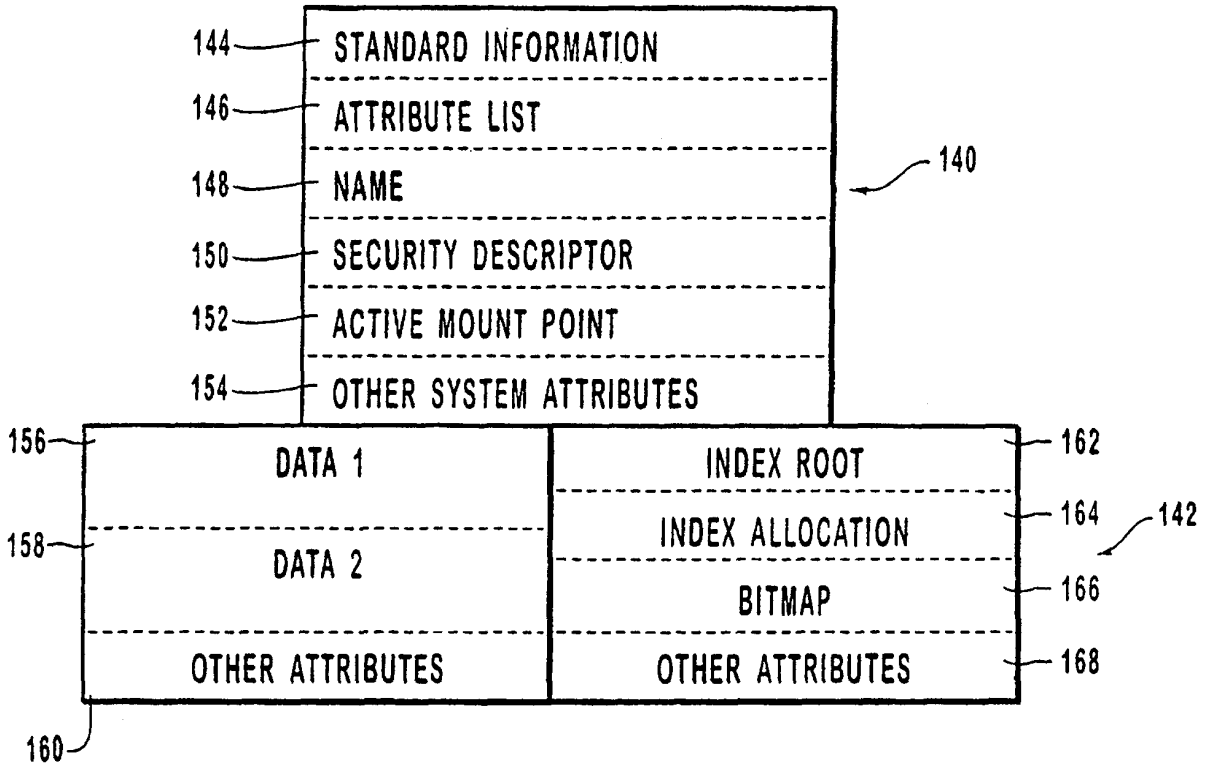 144 STANDARD INFORMATION
146 ATTRIBUTE LIST
140
148 NAME
150 SECURITY DESCRIPTOR
152 ACTIVE MOUNT POINT
154 OTHER SYSTEM ATTRIBUTES
156 DATA 1
INDEX ROOT 162
158 DATA 2
INDEX ALLOCATION 164
142
BITMAP 166
OTHER ATTRIBUTES
160
OTHER ATTRIBUTES 168